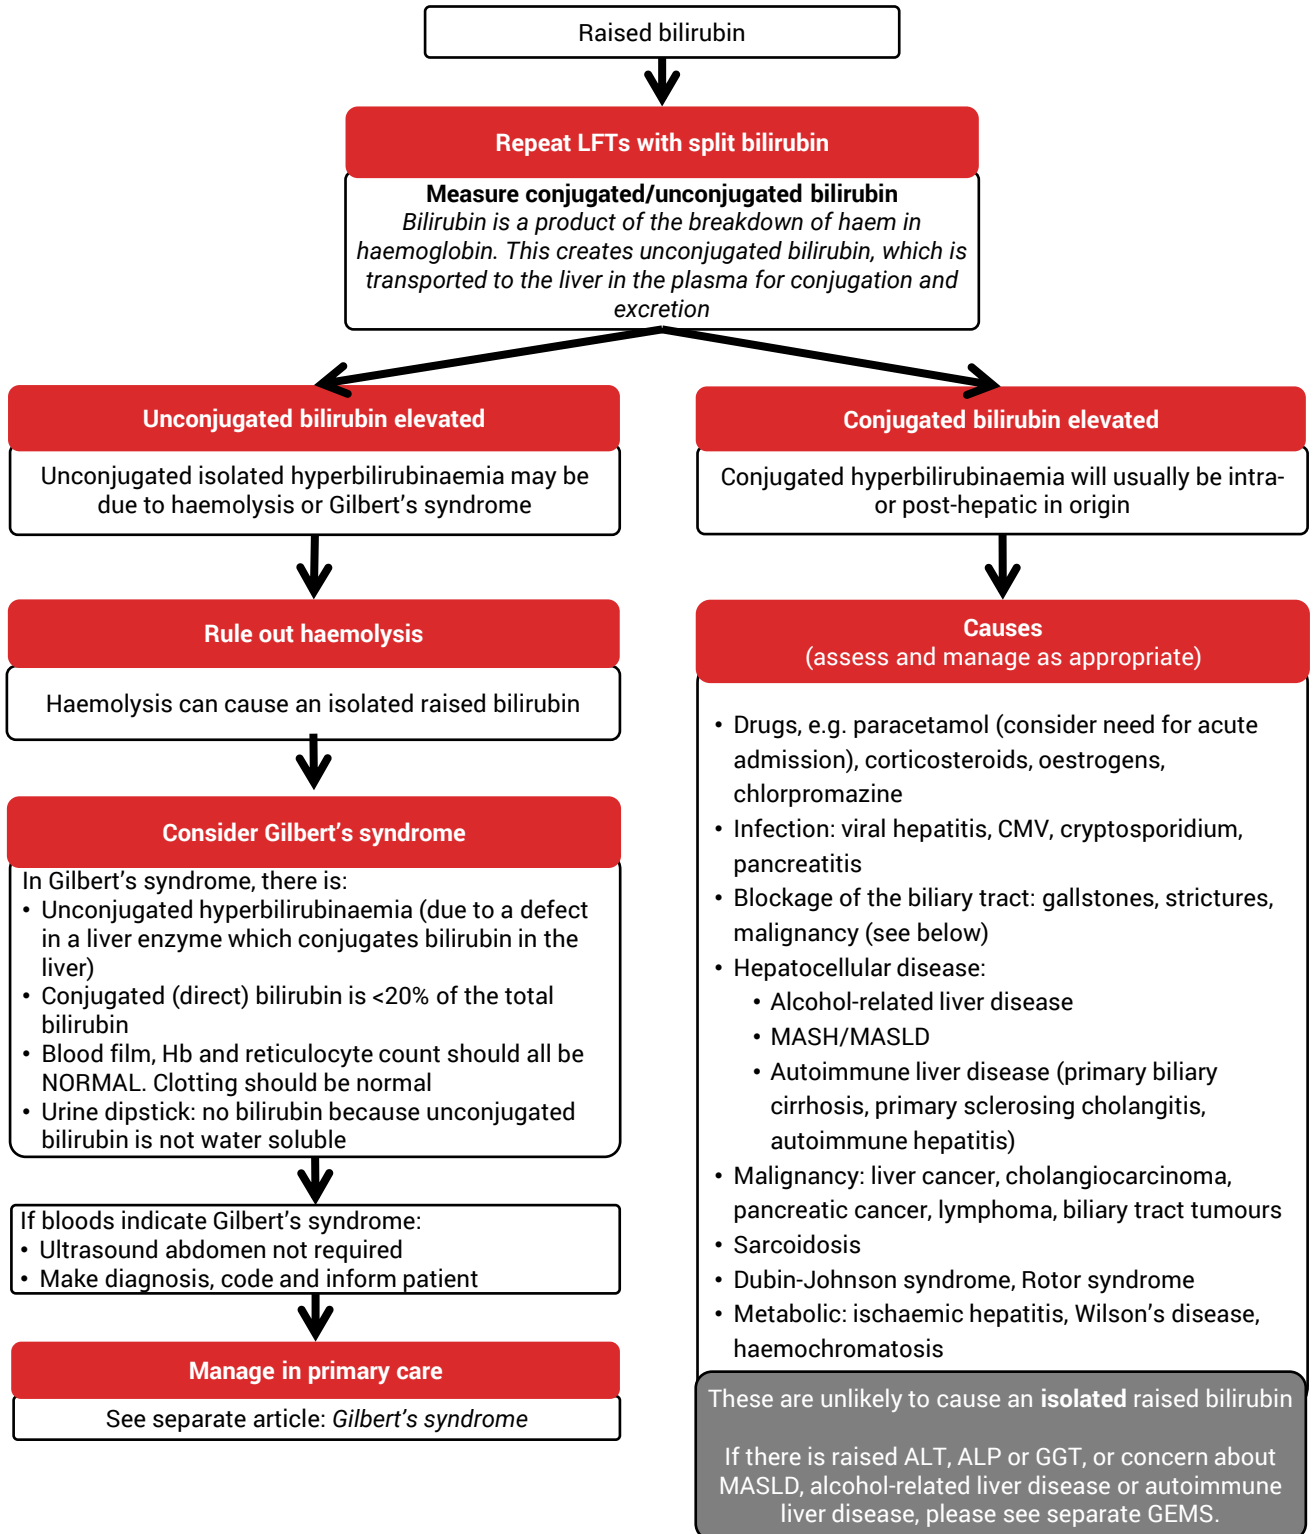 Raised bilirubin
Repeat LFTs with split bilirubin
Measure conjugated/unconjugated bilirubin
Bilirubin is a product of the breakdown of haem in
haemoglobin. This creates unconjugated bilirubin, which is
transported to the liver in the plasma for conjugation and
excretion
Unconjugated bilirubin elevated
Unconjugated isolated hyperbilirubinaemia may be
due to haemolysis or Gilbert's syndrome
Rule out haemolysis
Haemolysis can cause an isolated raised bilirubin
Consider Gilbert's syndrome
In Gilbert's syndrome, there is:
• Unconjugated hyperbilirubinaemia (due to a defect
in a liver enzyme which conjugates bilirubin in the
liver)
• Conjugated (direct) bilirubin is <20% of the total
bilirubin
• Blood film, Hb and reticulocyte count should all be
NORMAL. Clotting should be normal
• Urine dipstick: no bilirubin because unconjugated
bilirubin is not water soluble
If bloods indicate Gilbert's syndrome:
• Ultrasound abdomen not required
• Make diagnosis, code and inform patient
Manage in primary care
See separate article: Gilbert's syndrome
Conjugated bilirubin elevated
Conjugated hyperbilirubinaemia will usually be intra-
or post-hepatic in origin
Causes
(assess and manage as appropriate)
• Drugs, e.g. paracetamol (consider need for acute
admission), corticosteroids, oestrogens,
chlorpromazine
• Infection: viral hepatitis, CMV, cryptosporidium,
pancreatitis
• Blockage of the biliary tract: gallstones, strictures,
malignancy (see below)
• Hepatocellular disease:
• Alcohol-related liver disease
• MASH/MASLD
• Autoimmune liver disease (primary biliary
cirrhosis, primary sclerosing cholangitis,
autoimmune hepatitis)
• Malignancy: liver cancer, cholangiocarcinoma,
pancreatic cancer, lymphoma, biliary tract tumours
• Sarcoidosis
• Dubin-Johnson syndrome, Rotor syndrome
• Metabolic: ischaemic hepatitis, Wilson's disease,
haemochromatosis
These are unlikely to cause an isolated raised bilirubin
If there is raised ALT, ALP or GGT, or concern about
MASLD, alcohol-related liver disease or autoimmune
liver disease, please see separate GEMS.